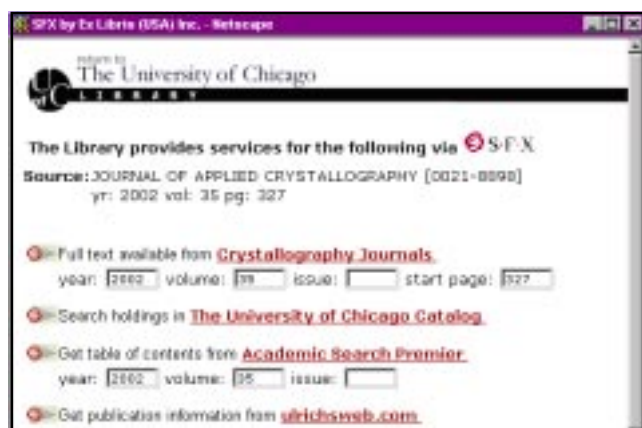 SFX by Ex Libris (USA) Inc. - Netscape
return to
The University of Chicago
LIBRARY
The Library provides services for the following via S·F·X
Source: JOURNAL OF APPLIED CRYSTALLOGRAPHY [0021-8898]
yr: 2002 vol: 35 pg: 327
Full text available from Crystallography Journals
year: 2002 volume: 35 issue: start page: 327
Search holdings in The University of Chicago Catalog
Get table of contents from Academic Search Premier
year: 2002 volume: 35 issue:
Get publication information from ulrichsweb.com